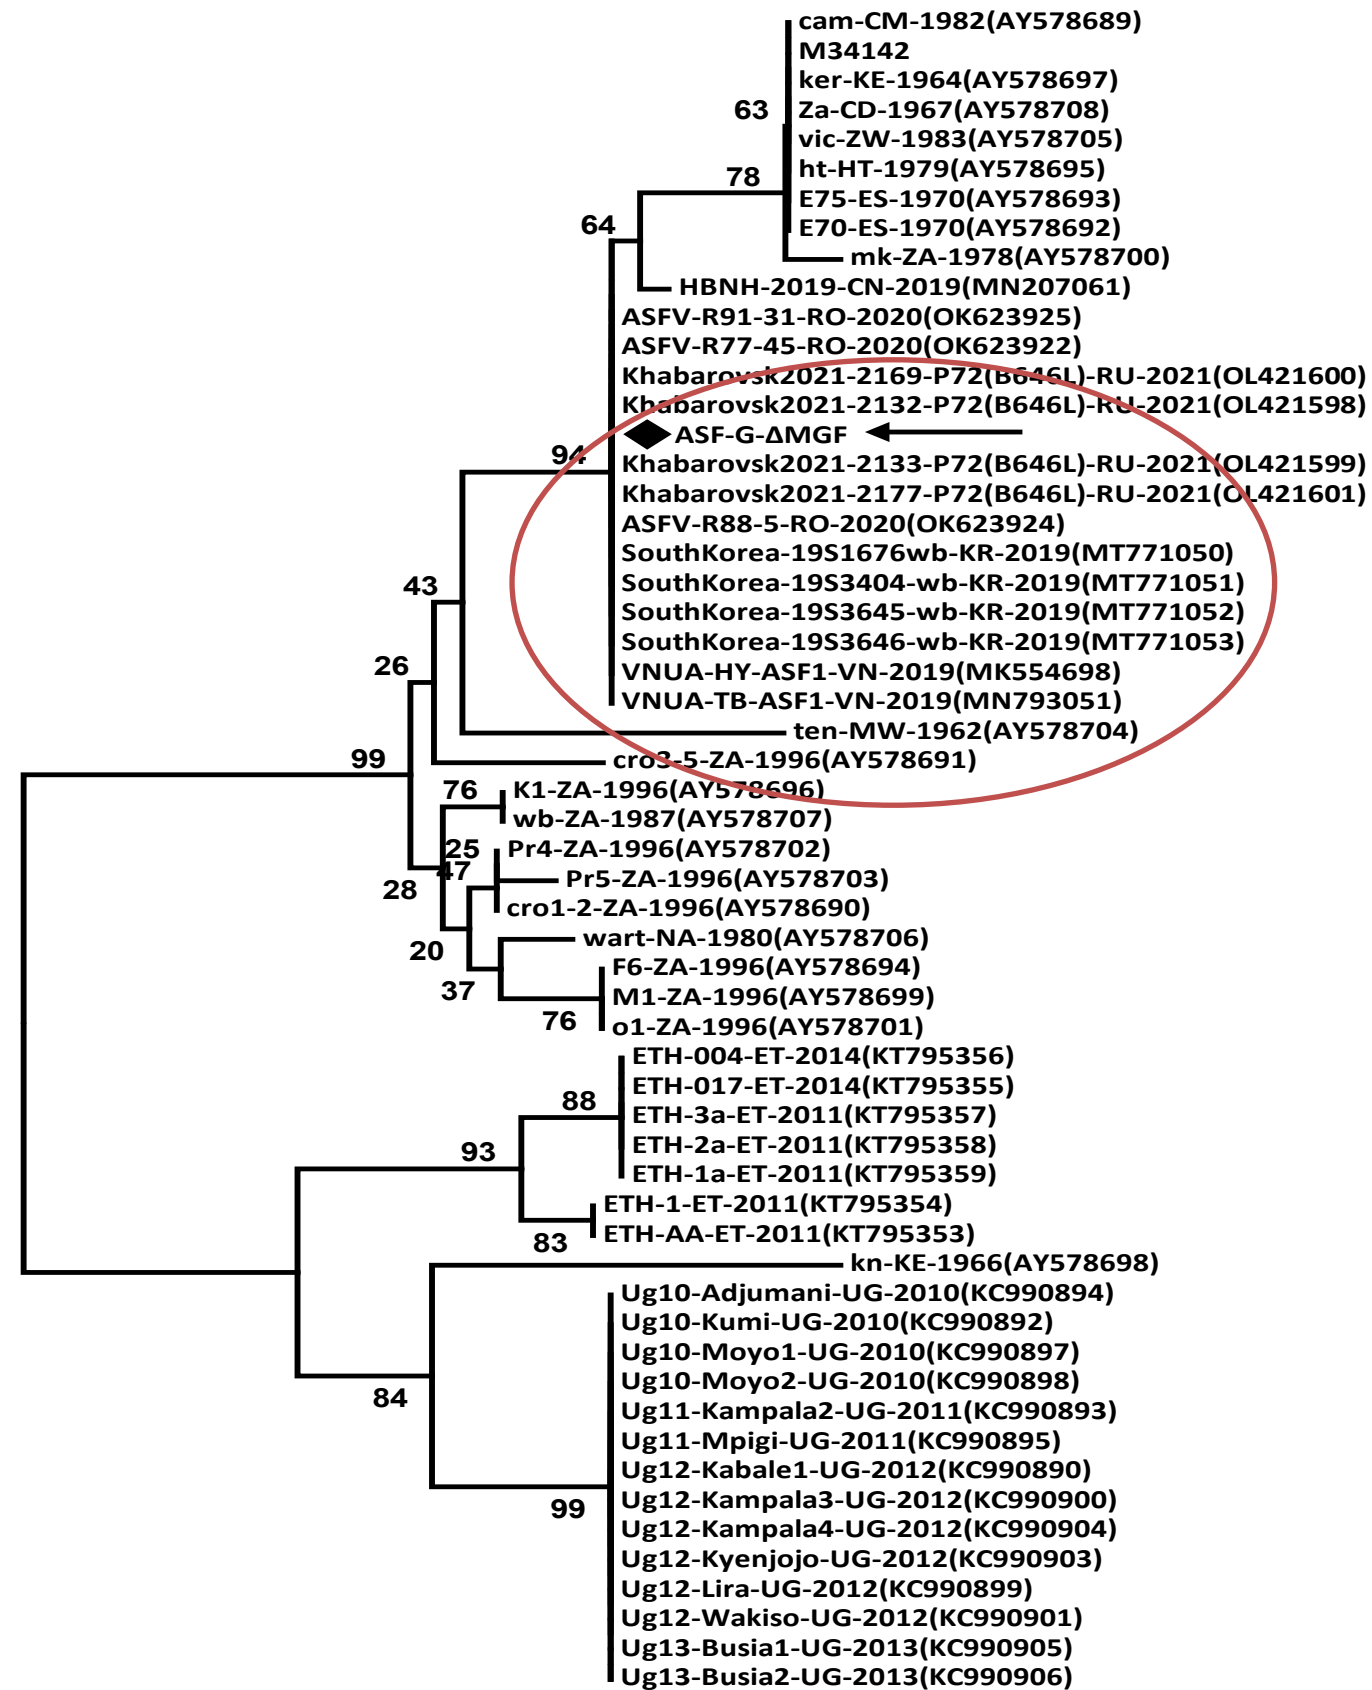 cam-CM-1982(AY578689)
M34142
ker-KE-1964(AY578697)
63
Za-CD-1967(AY578708)
vic-ZW-1983(AY578705)
ht-HT-1979(AY578695)
78
E75-ES-1970(AY578693)
64
E70-ES-1970(AY578692)
mk-ZA-1978(AY578700)
HBNH-2019-CN-2019(MN207061)
ASFV-R91-31-RO-2020(OK623925)
ASFV-R77-45-RO-2020(OK623922)
Khabarovsk2021-2169-P72(B646L)-RU-2021(OL421600)
Khabarovsk2021-2132-P72(B646L)-RU-2021(OL421598)
ASF-G-ΔMGF
94
Khabarovsk2021-2133-P72(B646L)-RU-2021(OL421599)
Khabarovsk2021-2177-P72(B646L)-RU-2021(OL421601)
ASFV-R88-5-RO-2020(OK623924)
SouthKorea-19S1676wb-KR-2019(MT771050)
43
SouthKorea-19S3404-wb-KR-2019(MT771051)
SouthKorea-19S3645-wb-KR-2019(MT771052)
SouthKorea-19S3646-wb-KR-2019(MT771053)
26
VNUA-HY-ASF1-VN-2019(MK554698)
VNUA-TB-ASF1-VN-2019(MN793051)
ten-MW-1962(AY578704)
99
cro3-5-ZA-1996(AY578691)
76
K1-ZA-1996(AY578696)
wb-ZA-1987(AY578707)
25
Pr4-ZA-1996(AY578702)
47
28
Pr5-ZA-1996(AY578703)
cro1-2-ZA-1996(AY578690)
20
wart-NA-1980(AY578706)
F6-ZA-1996(AY578694)
37
M1-ZA-1996(AY578699)
76
o1-ZA-1996(AY578701)
ETH-004-ET-2014(KT795356)
ETH-017-ET-2014(KT795355)
88
ETH-3a-ET-2011(KT795357)
93
ETH-2a-ET-2011(KT795358)
ETH-1a-ET-2011(KT795359)
ETH-1-ET-2011(KT795354)
83
ETH-AA-ET-2011(KT795353)
kn-KE-1966(AY578698)
Ug10-Adjumani-UG-2010(KC990894)
Ug10-Kumi-UG-2010(KC990892)
Ug10-Moyo1-UG-2010(KC990897)
Ug10-Moyo2-UG-2010(KC990898)
84
Ug11-Kampala2-UG-2011(KC990893)
Ug11-Mpigi-UG-2011(KC990895)
Ug12-Kabale1-UG-2012(KC990890)
99
Ug12-Kampala3-UG-2012(KC990900)
Ug12-Kampala4-UG-2012(KC990904)
Ug12-Kyenjojo-UG-2012(KC990903)
Ug12-Lira-UG-2012(KC990899)
Ug12-Wakiso-UG-2012(KC990901)
Ug13-Busia1-UG-2013(KC990905)
Ug13-Busia2-UG-2013(KC990906)